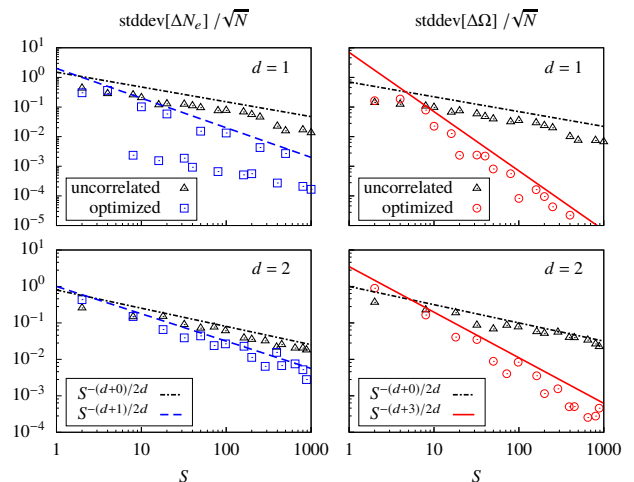 stddev[ΔN_e] / √N
stddev[ΔΩ] / √N
10^1
10^0
10^-1
10^-2
10^-3
10^-4
10^-5
d = 1
uncorrelated
optimized
d = 1
uncorrelated
optimized
10^1
10^0
10^-1
10^-2
10^-3
10^-4
d = 2
S^-(d+0)/2d
S^-(d+1)/2d
d = 2
S^-(d+0)/2d
S^-(d+3)/2d
1 10 100 1000
1 10 100 1000
S
S